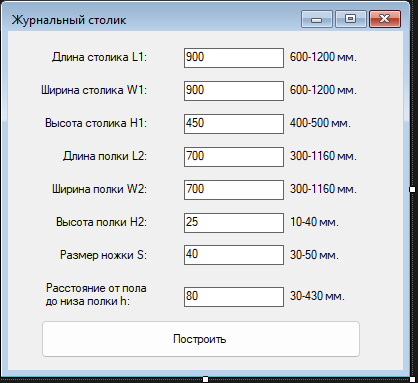 Журнальный столик
Длина столика L1: 900 600-1200 мм.
Ширина столика W1: 900 600-1200 мм.
Высота столика H1: 450 400-500 мм.
Длина полки L2: 700 300-1160 мм.
Ширина полки W2: 700 300-1160 мм.
Высота полки H2: 25 10-40 мм.
Размер ножки S: 40 30-50 мм.
Расстояние от пола
до низа полки h: 80 30-430 мм.
Построить